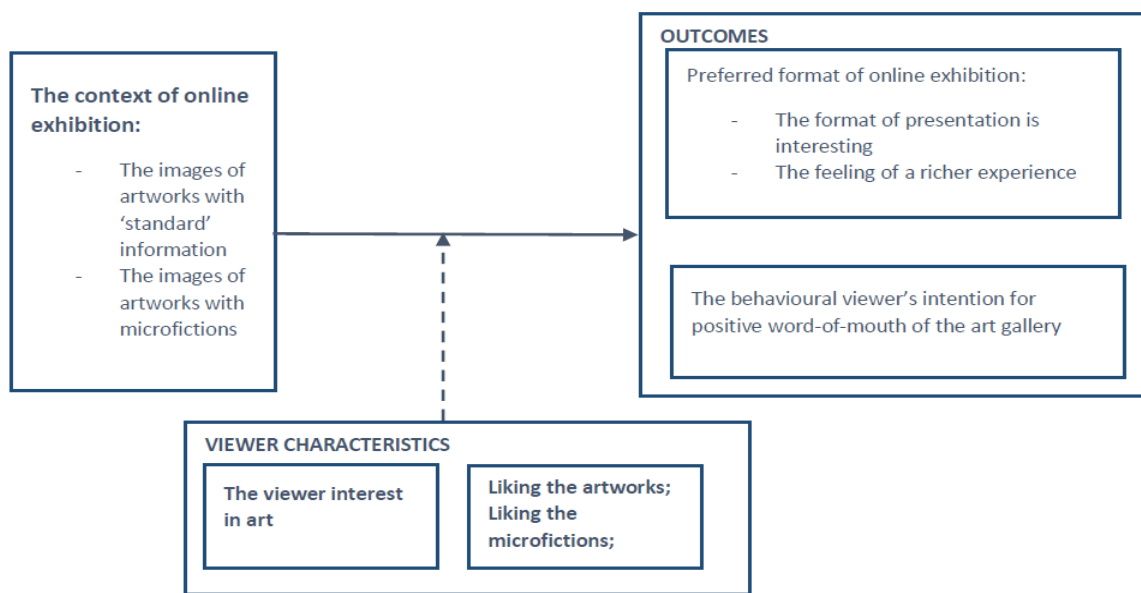 The context of online
exhibition:
- The images of
artworks with
‘standard’
information
- The images of
artworks with
microfictions
OUTCOMES
Preferred format of online exhibition:
- The format of presentation is
interesting
- The feeling of a richer experience
The behavioural viewer’s intention for
positive word-of-mouth of the art gallery
VIEWER CHARACTERISTICS
The viewer interest
in art
Liking the artworks;
Liking the
microfictions;